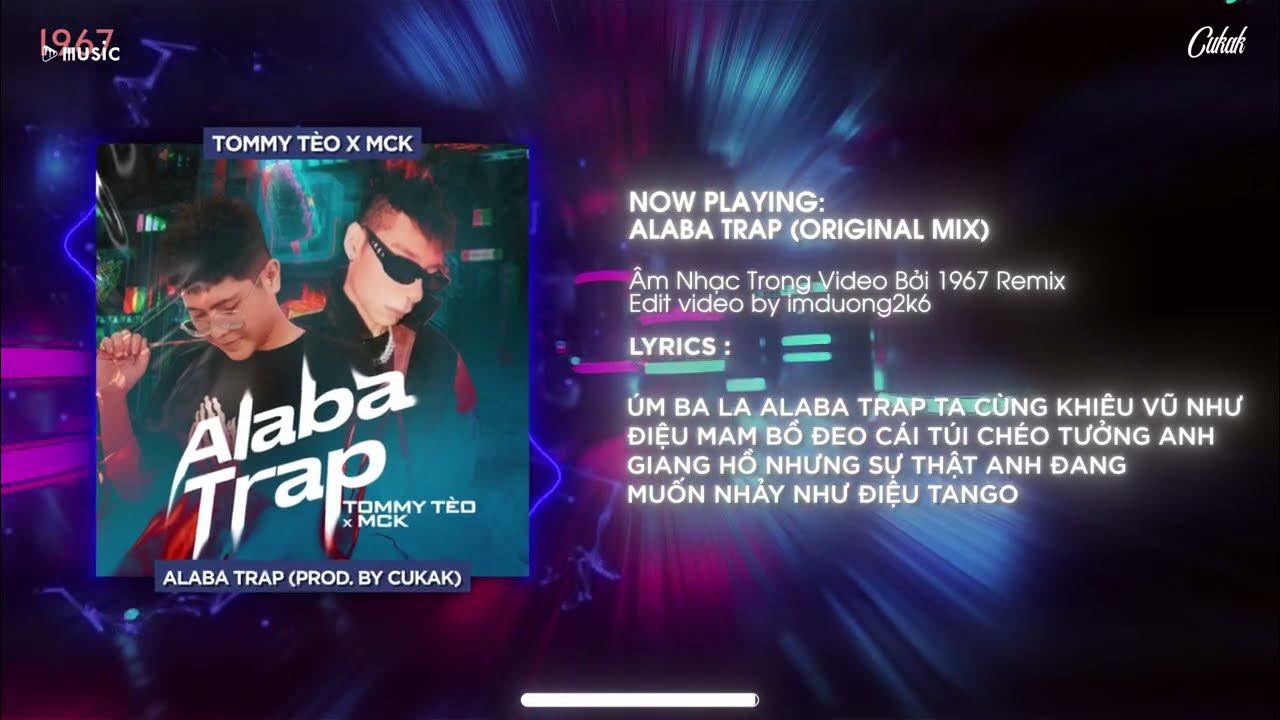 1967
music
Cukak
TOMMY TÈO X MCK
Alaba
Trap
TOMMY TÈO
x MCK
ALABA TRAP (PROD. BY CUKAK)
NOW PLAYING:
ALABA TRAP (ORIGINAL MIX)
Âm Nhạc Trong Video Bởi 1967 Remix
Edit video by imduong2k6
LYRICS :
ÚM BA LA ALABA TRAP TA CÙNG KHIÊU VŨ NHƯ
ĐIỆU MAM BỒ ĐEO CÁI TÚI CHÉO TƯỞNG ANH
GIANG HỒ NHƯNG SỰ THẬT ANH ĐANG
MUỐN NHẢY NHƯ ĐIỆU TANGO